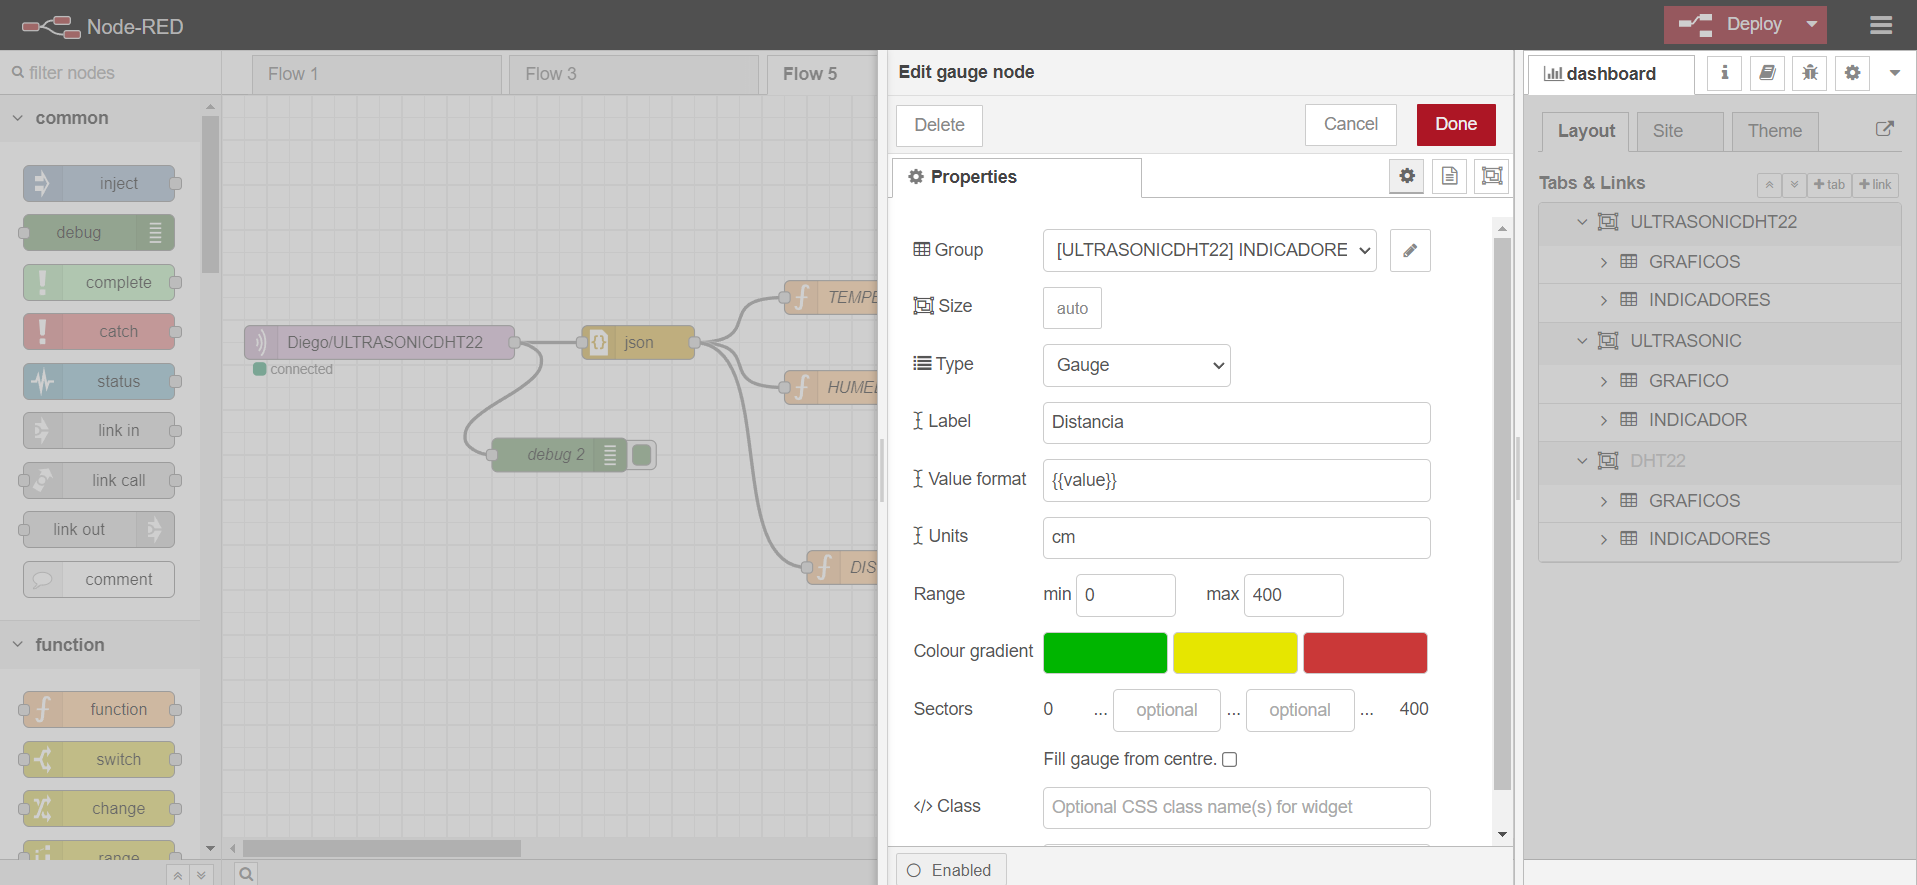 Node-RED
Deploy
filter nodes
Flow 1
Flow 3
Flow 5
common
inject
debug
complete
catch
status
link in
link call
link out
comment
function
function
switch
change
range
Diego/ULTRASONICDHT22
connected
json
debug 2
TEMPE
HUME
DIS
Edit gauge node
Delete
Cancel
Done
Properties
Group
[ULTRASONICDHT22] INDICADORE
Size
auto
Type
Gauge
Label
Distancia
Value format
{{value}}
Units
cm
Range
min 0 max 400
Colour gradient
Sectors
0 ... optional ... optional ... 400
Fill gauge from centre.
</> Class
Optional CSS class name(s) for widget
Enabled
dashboard
Layout
Site
Theme
Tabs & Links
+ tab
+ link
ULTRASONICDHT22
GRAFICOS
INDICADORES
ULTRASONIC
GRAFICO
INDICADOR
DHT22
GRAFICOS
INDICADORES